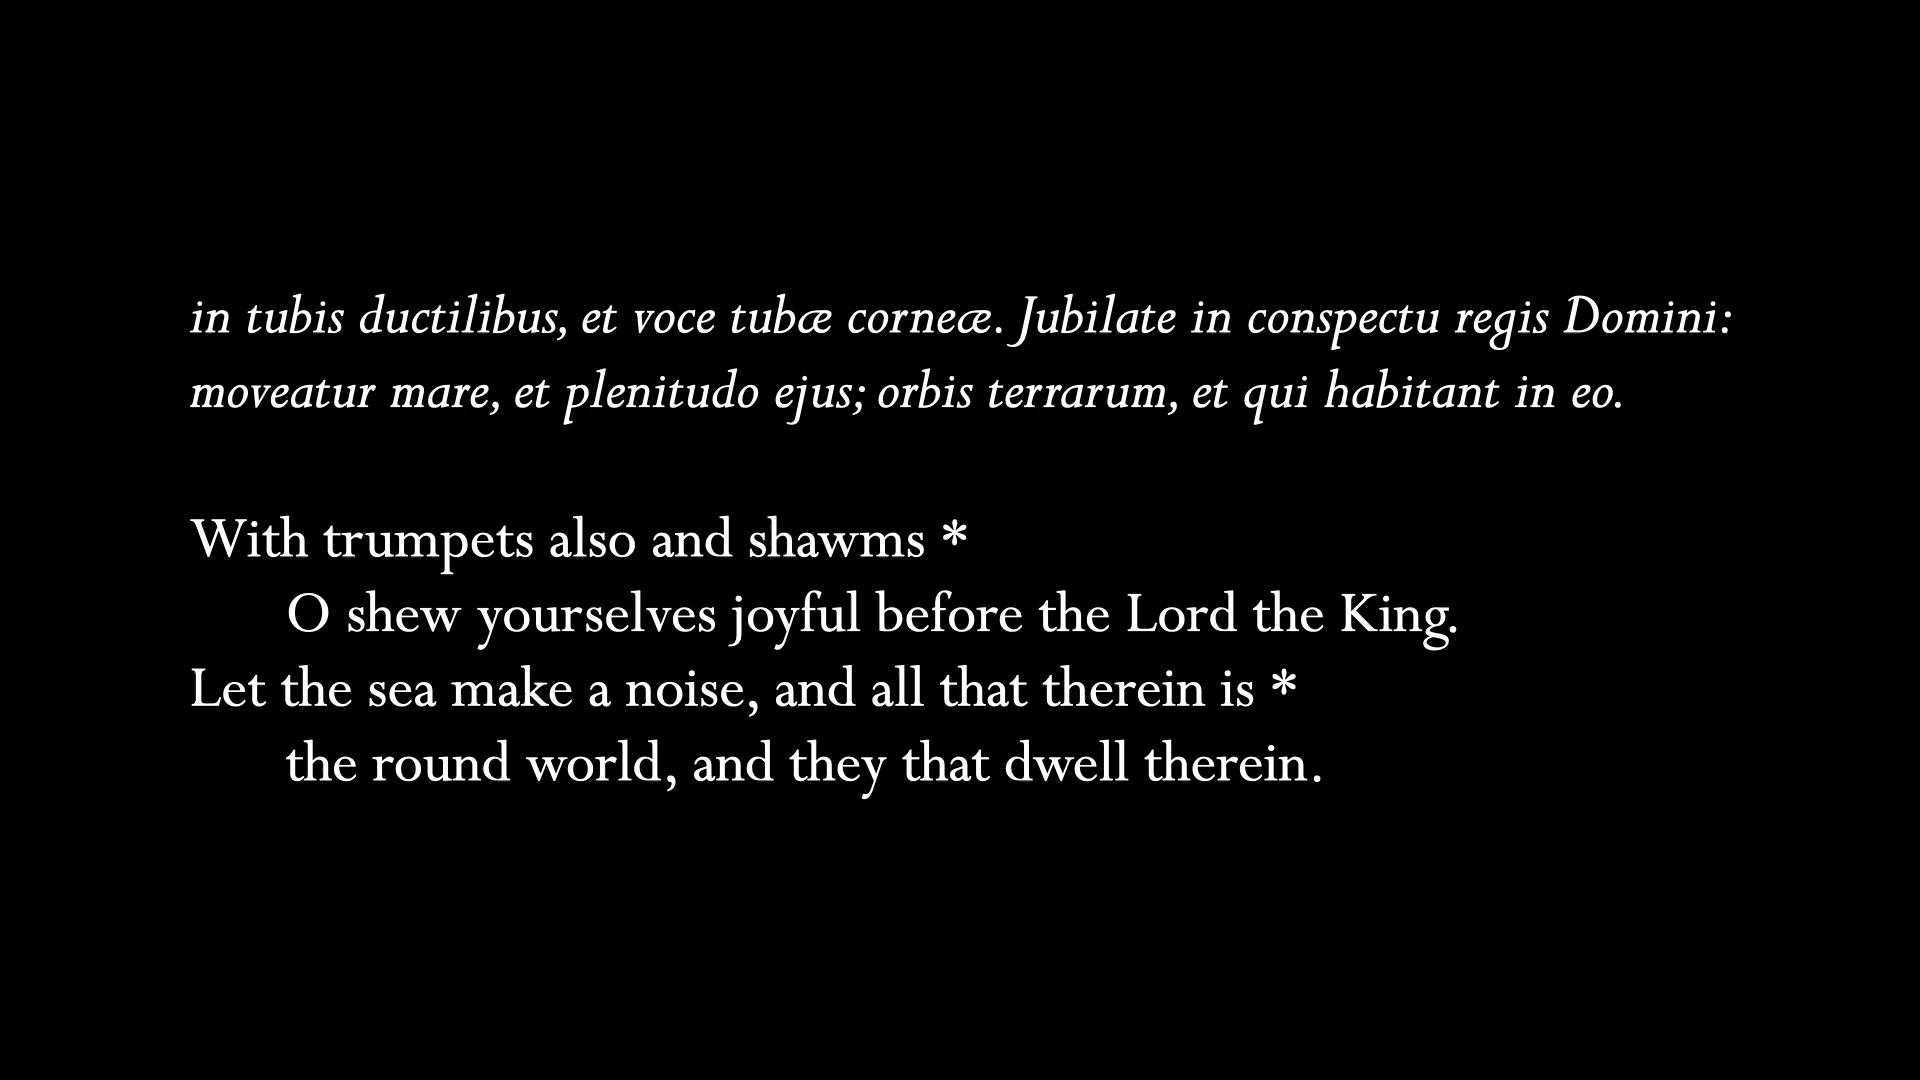 in tubis ductilibus, et voce tubæ corneæ. Jubilate in conspectu regis Domini:
moveatur mare, et plenitudo ejus; orbis terrarum, et qui habitant in eo.
With trumpets also and shawms *
O shew yourselves joyful before the Lord the King.
Let the sea make a noise, and all that therein is *
the round world, and they that dwell therein.